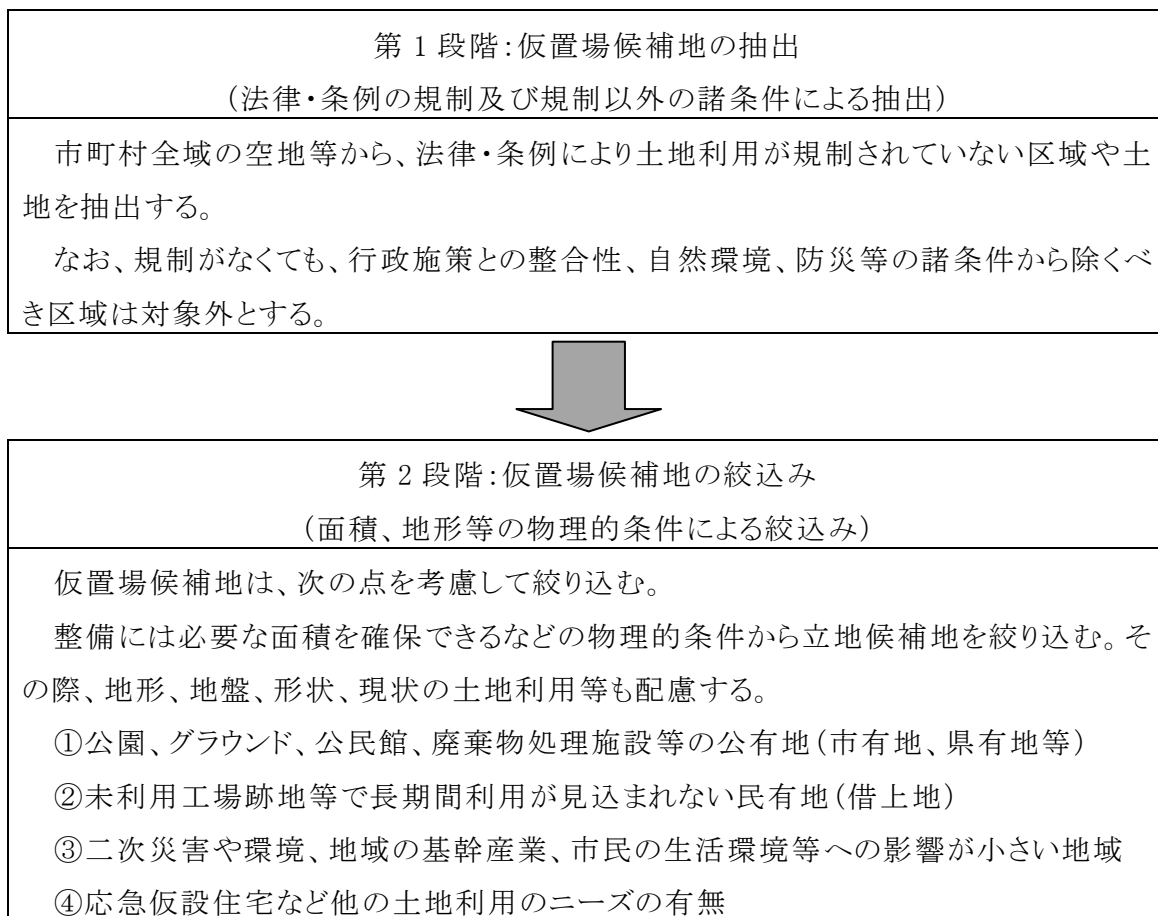 第 1 段階:仮置場候補地の抽出
(法律・条例の規制及び規制以外の諸条件による抽出)
市町村全域の空地等から、法律・条例により土地利用が規制されていない区域や土
地を抽出する。
なお、規制がなくても、行政施策との整合性、自然環境、防災等の諸条件から除くべ
き区域は対象外とする。
第 2 段階:仮置場候補地の絞込み
(面積、地形等の物理的条件による絞込み)
仮置場候補地は、次の点を考慮して絞り込む。
整備には必要な面積を確保できるなどの物理的条件から立地候補地を絞り込む。そ
の際、地形、地盤、形状、現状の土地利用等も配慮する。
①公園、グラウンド、公民館、廃棄物処理施設等の公有地(市有地、県有地等)
②未利用工場跡地等で長期間利用が見込まれない民有地(借上地)
③二次災害や環境、地域の基幹産業、市民の生活環境等への影響が小さい地域
④応急仮設住宅など他の土地利用のニーズの有無